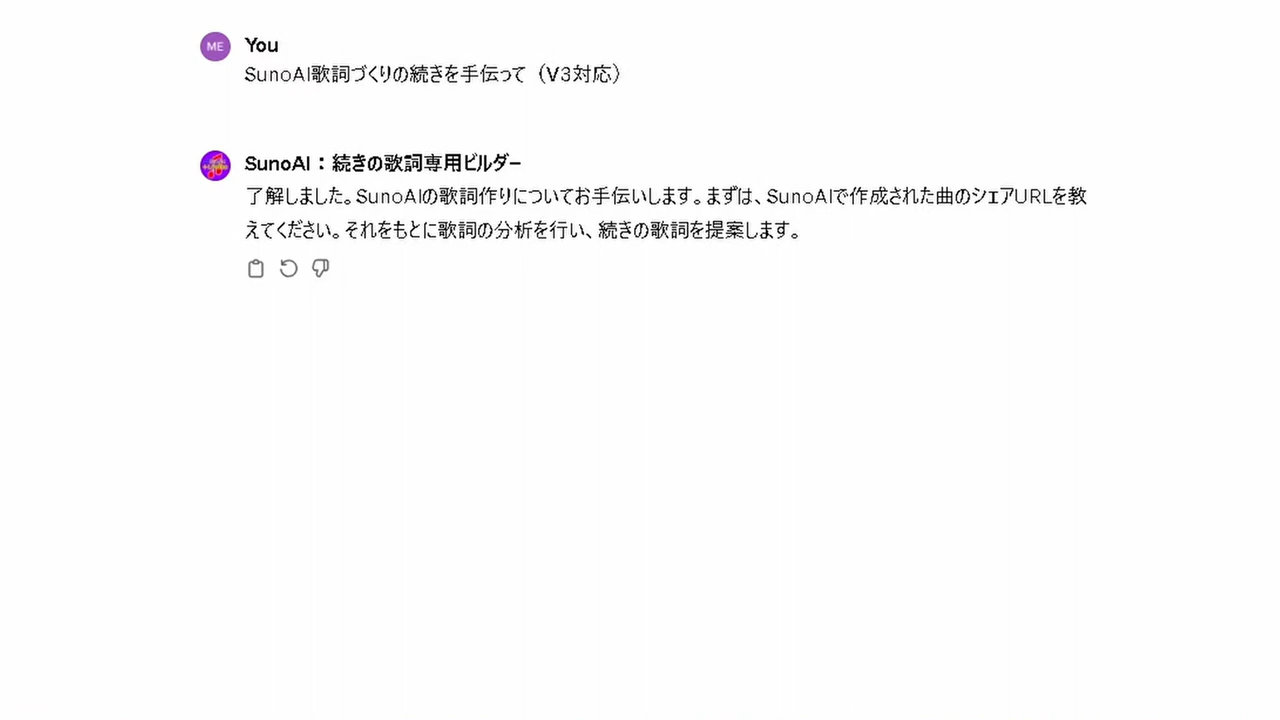 ME
You
SunoAI歌詞づくりの続きを手伝って（V3対応）
SunoAI：続きの歌詞専用ビルダー
了解しました。SunoAIの歌詞作りについてお手伝いします。まずは、SunoAIで作成された曲のシェアURLを教
えてください。それをもとに歌詞の分析を行い、続きの歌詞を提案します。